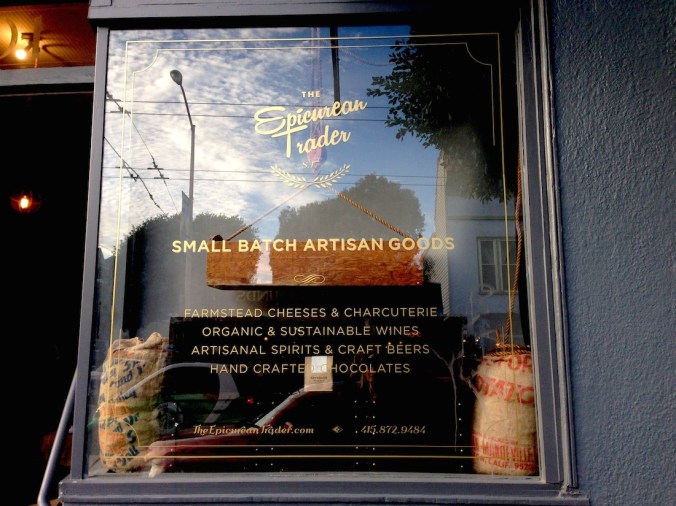 THE
Epicurean
Trader
S.F.
SMALL BATCH ARTISAN GOODS
FARMSTEAD CHEESES & CHARCUTERIE
ORGANIC & SUSTAINABLE WINES
ARTISANAL SPIRITS & CRAFT BEERS
HAND CRAFTED CHOCOLATES
TheEpicureanTrader.com
415.872.9484
CALIF.